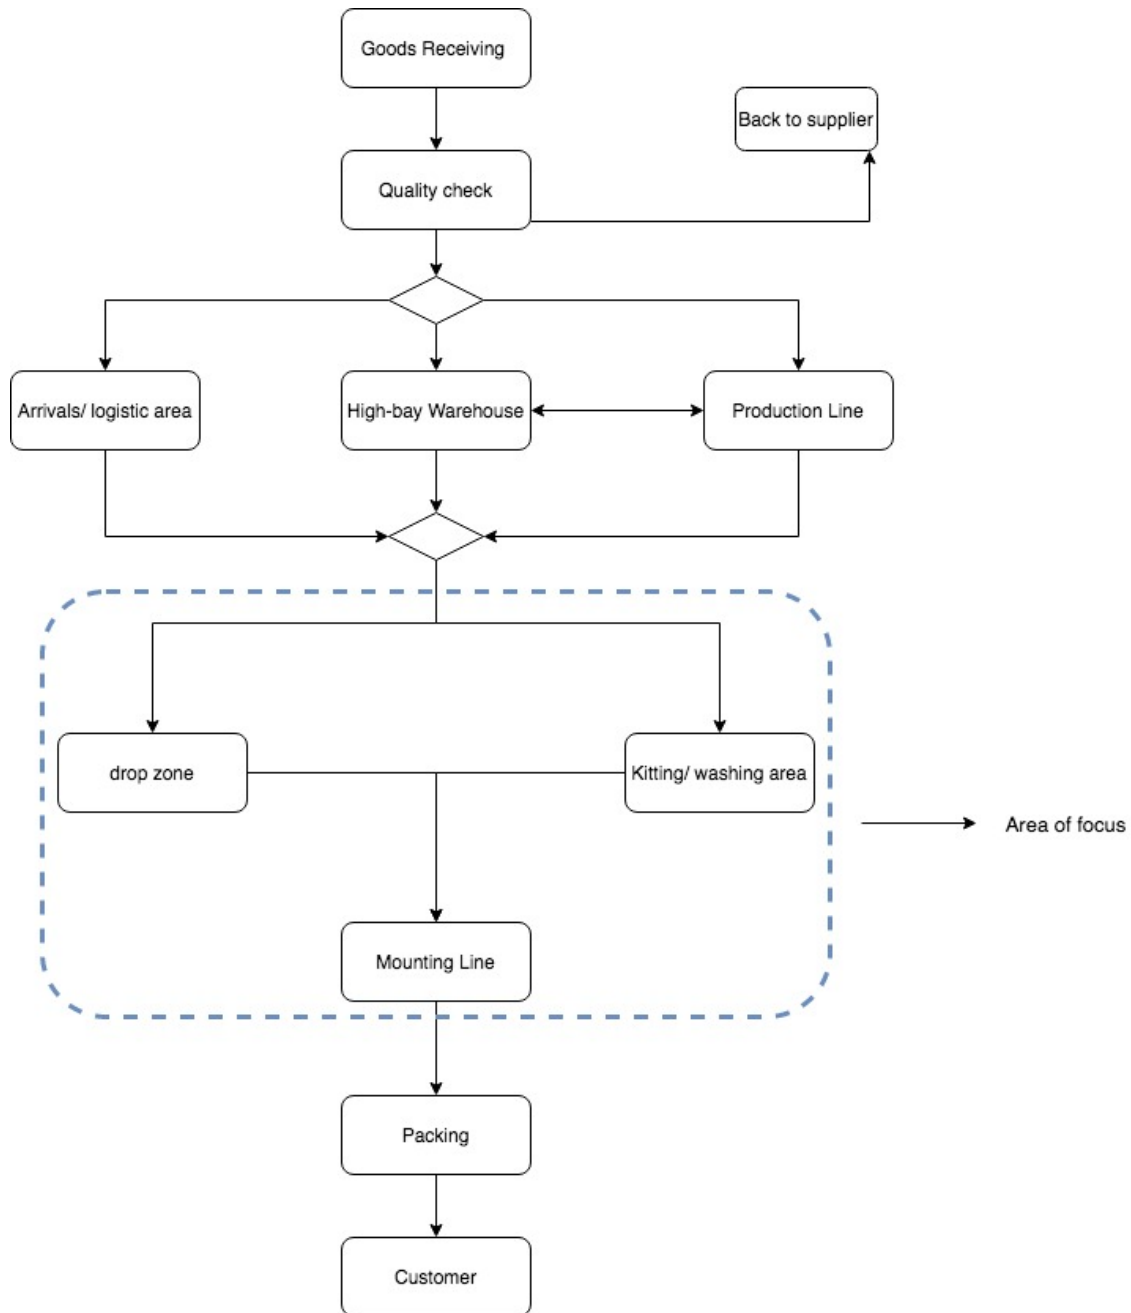 Goods Receiving
Back to supplier
Quality check
Arrivals/ logistic area
High-bay Warehouse
Production Line
drop zone
Kitting/ washing area
Area of focus
Mounting Line
Packing
Customer